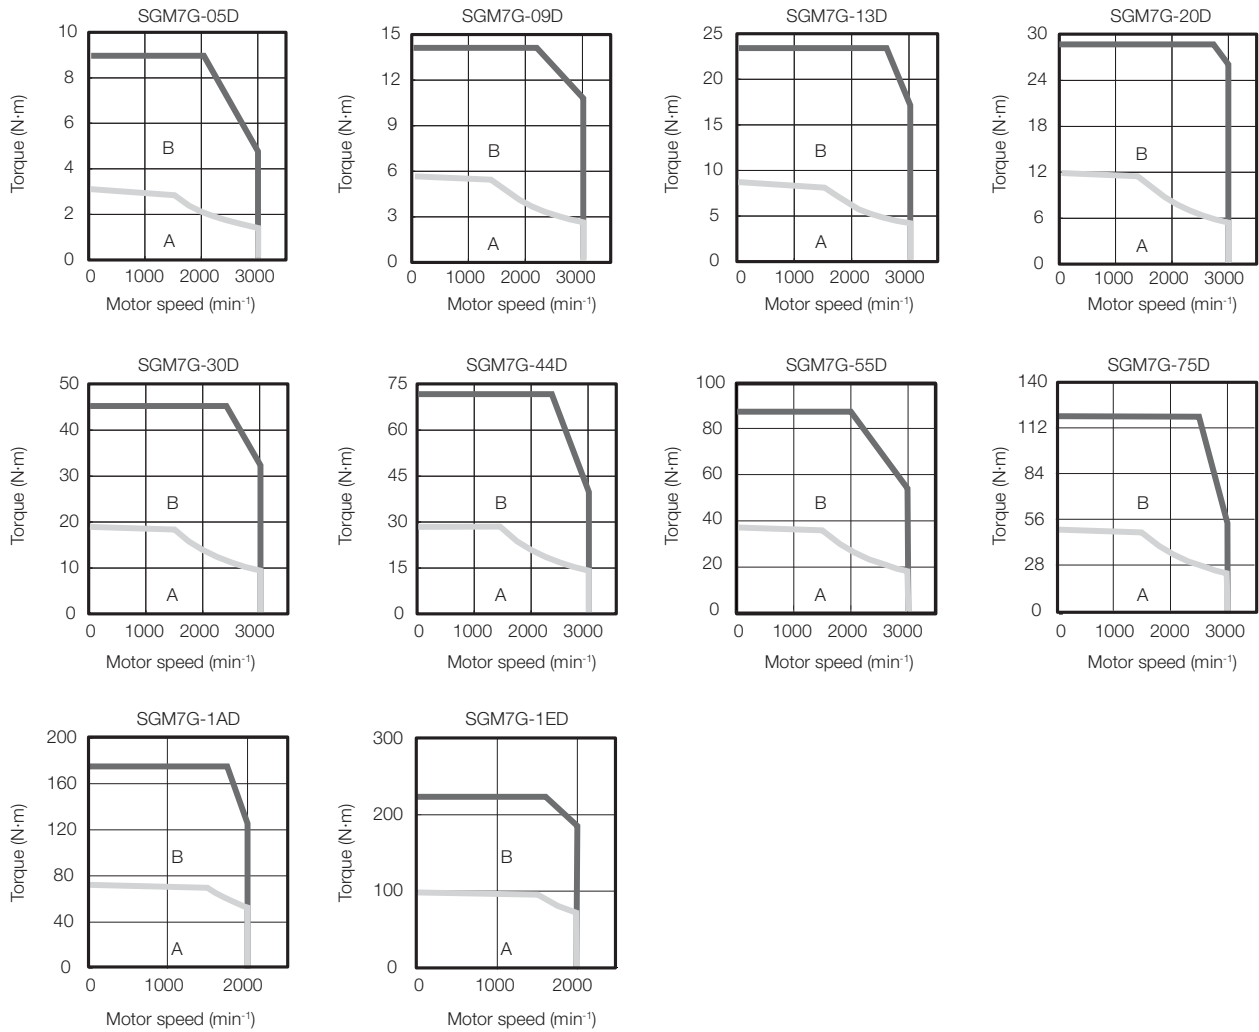 SGM7G-05D
Torque (N·m)
10
8
6
4
2
0
B
A
0 1000 2000 3000
Motor speed (min-1)
SGM7G-09D
Torque (N·m)
15
12
9
6
3
0
B
A
0 1000 2000 3000
Motor speed (min-1)
SGM7G-13D
Torque (N·m)
25
20
15
10
5
0
B
A
0 1000 2000 3000
Motor speed (min-1)
SGM7G-20D
Torque (N·m)
30
24
18
12
6
0
B
A
0 1000 2000 3000
Motor speed (min-1)
SGM7G-30D
Torque (N·m)
50
40
30
20
10
0
B
A
0 1000 2000 3000
Motor speed (min-1)
SGM7G-44D
Torque (N·m)
75
60
45
30
15
0
B
A
0 1000 2000 3000
Motor speed (min-1)
SGM7G-55D
Torque (N·m)
100
80
60
40
20
0
B
A
0 1000 2000 3000
Motor speed (min-1)
SGM7G-75D
Torque (N·m)
140
112
84
56
28
0
B
A
0 1000 2000 3000
Motor speed (min-1)
SGM7G-1AD
Torque (N·m)
200
160
120
80
40
0
B
A
0 1000 2000
Motor speed (min-1)
SGM7G-1ED
Torque (N·m)
300
200
100
0
B
A
0 1000 2000
Motor speed (min-1)